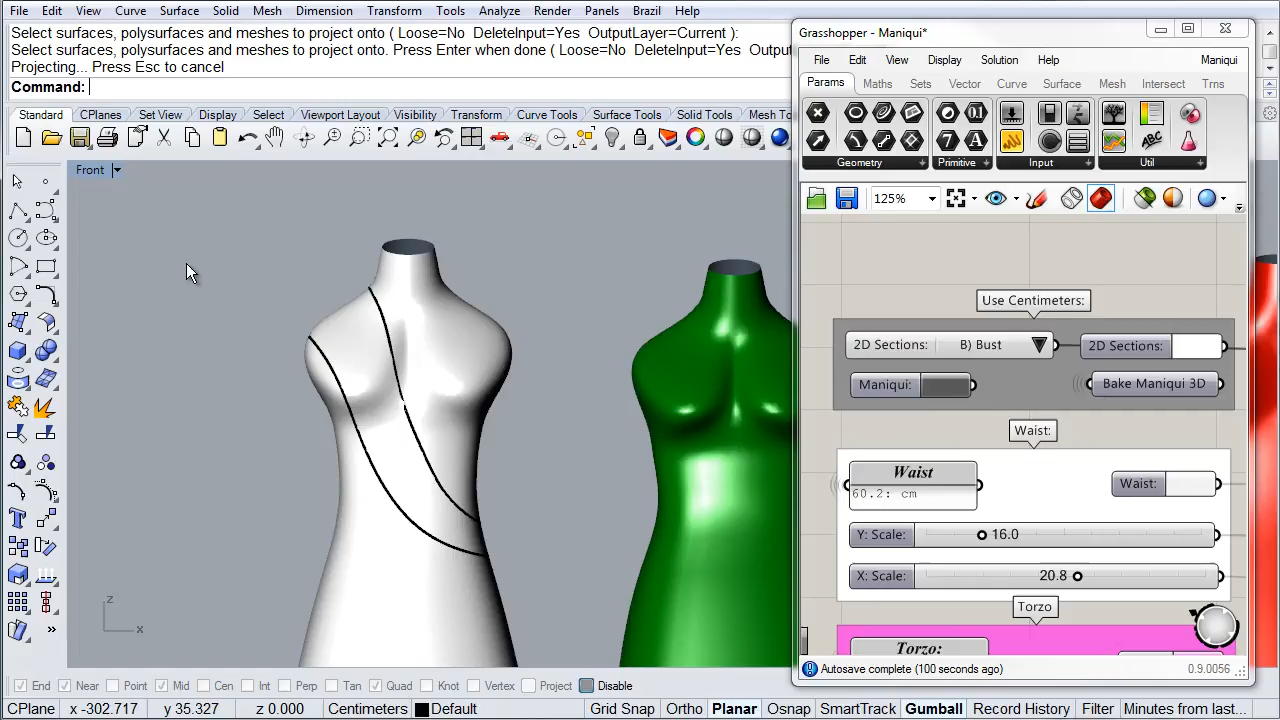 File Edit View Curve Surface Solid Mesh Dimension Transform Tools Analyze Render Panels Brazil Help
Select surfaces, polysurfaces and meshes to project onto ( Loose=No DeleteInput=Yes OutputLayer=Current ):
Select surfaces, polysurfaces and meshes to project onto. Press Enter when done ( Loose=No DeleteInput=Yes Outpu
Projecting... Press Esc to cancel
Command:
Standard CPlanes Set View Display Select Viewport Layout Visibility Transform Curve Tools Surface Tools Solid Tools Mesh To
Front
z
x
Grasshopper - Maniqui*
File Edit View Display Solution Help Maniqui
Params Maths Sets Vector Curve Surface Mesh Intersect Trns
Geometry Primitive Input Util
125%
Use Centimeters:
2D Sections: B) Bust 2D Sections:
Maniqui: Bake Maniqui 3D
Waist:
Waist
60.2: cm
Waist:
Y: Scale: 16.0
X: Scale: 20.8
Torzo
Torzo:
Autosave complete (100 seconds ago) 0.9.0056
End Near Point Mid Cen Int Perp Tan Quad Knot Vertex Project Disable
CPlane x -302.717 y 35.327 z 0.000 Centimeters Default Grid Snap Ortho Planar Osnap SmartTrack Gumball Record History Filter Minutes from last...